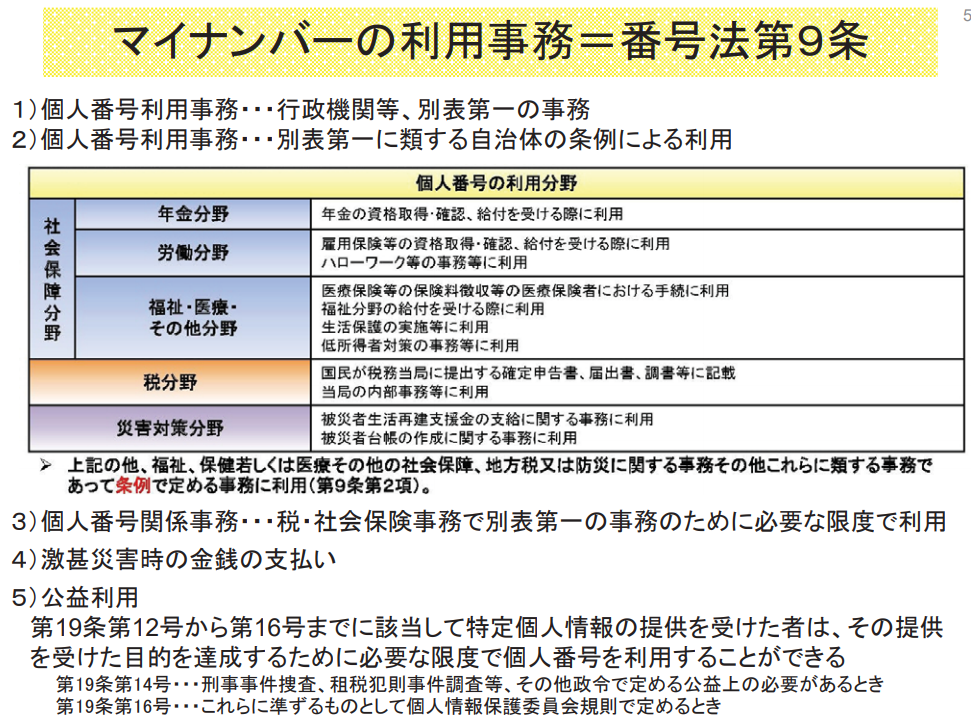 5
マイナンバーの利用事務＝番号法第９条
１）個人番号利用事務・・・行政機関等、別表第一の事務
２）個人番号利用事務・・・別表第一に類する自治体の条例による利用
個人番号の利用分野
社会保障分野
年金分野
年金の資格取得・確認、給付を受ける際に利用
労働分野
雇用保険等の資格取得・確認、給付を受ける際に利用
ハローワーク等の事務等に利用
福祉・医療・
その他分野
医療保険等の保険料徴収等の医療保険者における手続に利用
福祉分野の給付を受ける際に利用
生活保護の実施等に利用
低所得者対策の事務等に利用
税分野
国民が税務当局に提出する確定申告書、届出書、調書等に記載
当局の内部事務等に利用
災害対策分野
被災者生活再建支援金の支給に関する事務に利用
被災者台帳の作成に関する事務に利用
➢ 上記の他、福祉、保健若しくは医療その他の社会保障、地方税又は防災に関する事務その他これらに類する事務で
あって条例で定める事務に利用（第９条第２項）。
３）個人番号関係事務・・・税・社会保険事務で別表第一の事務のために必要な限度で利用
４）激甚災害時の金銭の支払い
５）公益利用
第19条第12号から第16号までに該当して特定個人情報の提供を受けた者は、その提供
を受けた目的を達成するために必要な限度で個人番号を利用することができる
第19条第14号・・・刑事事件捜査、租税犯則事件調査等、その他政令で定める公益上の必要があるとき
第19条第16号・・・これらに準ずるものとして個人情報保護委員会規則で定めるとき